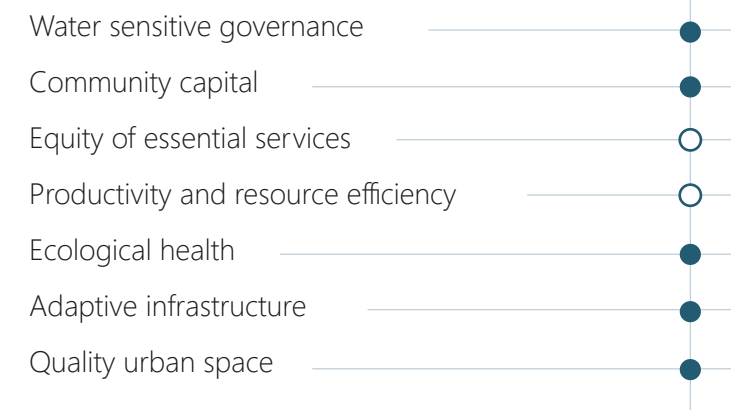 Water sensitive governance
Community capital
Equity of essential services
Productivity and resource efficiency
Ecological health
Adaptive infrastructure
Quality urban space